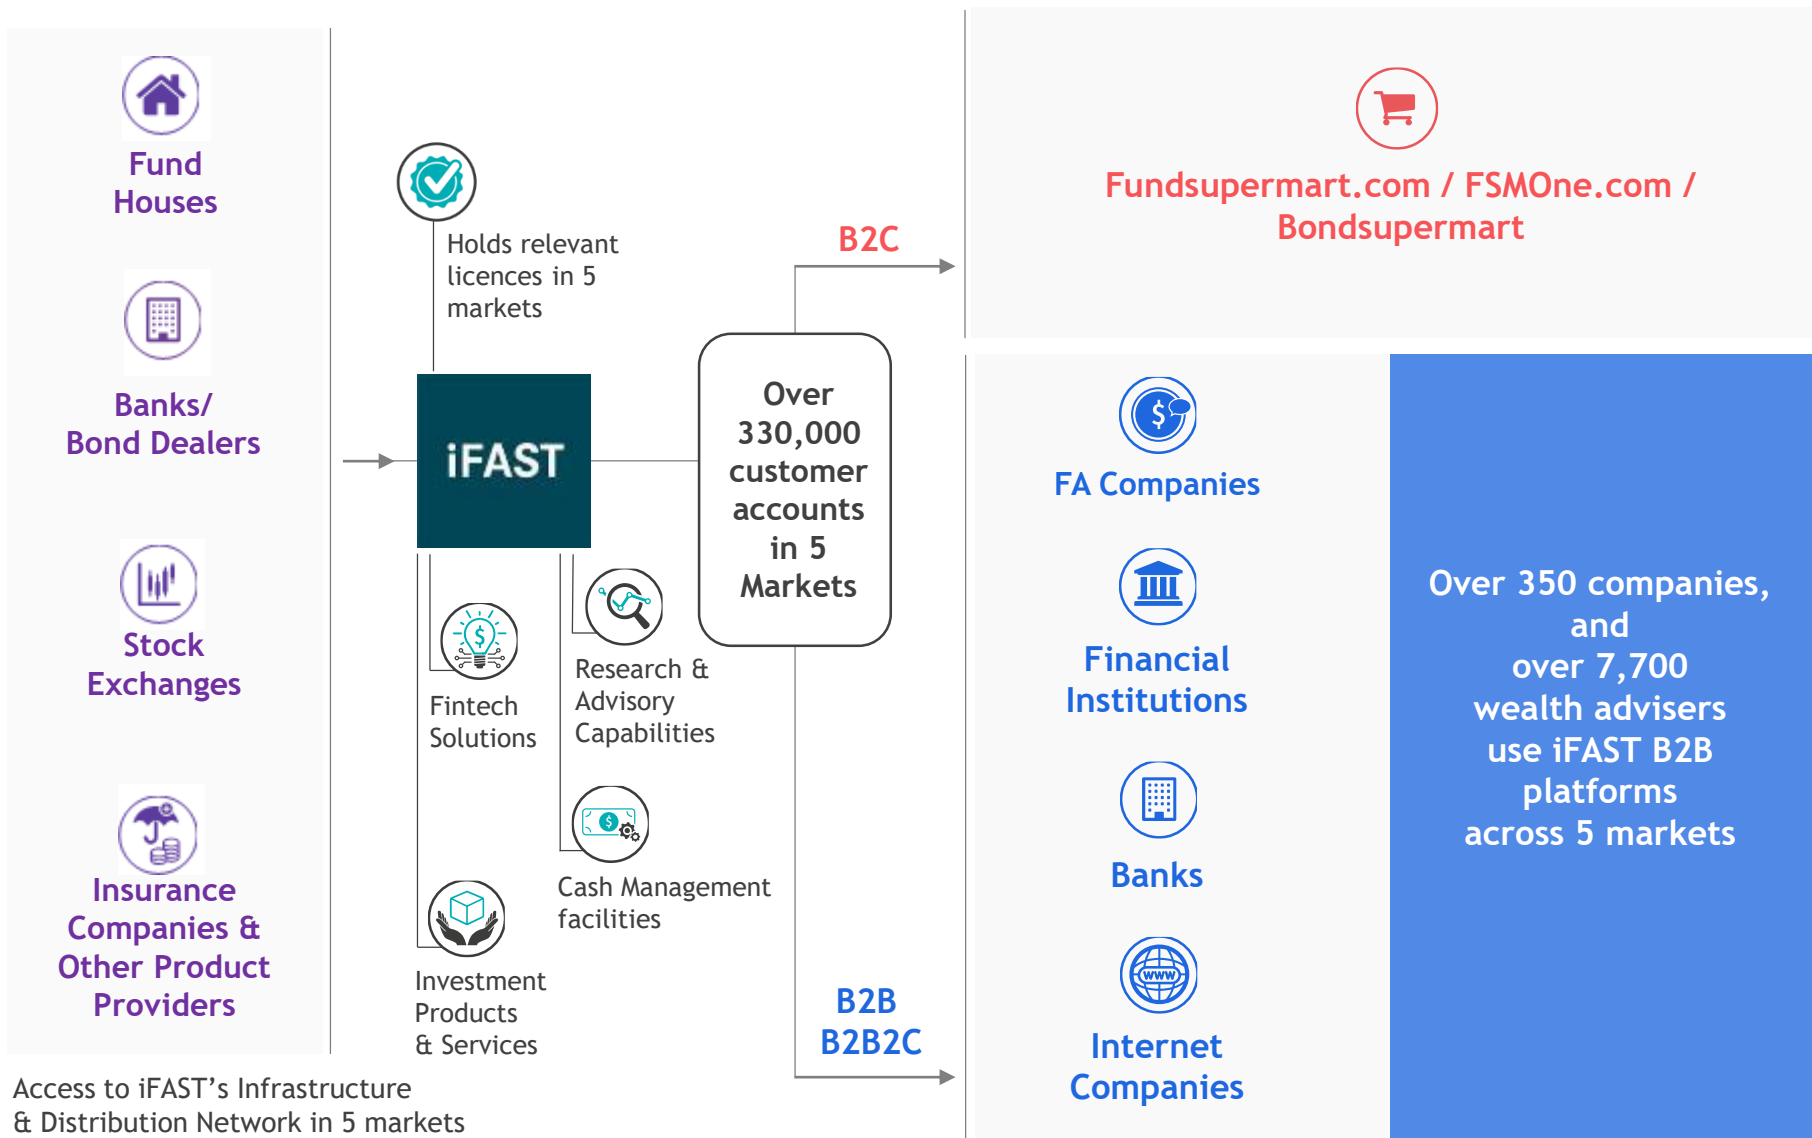 Fund
Houses
Banks/
Bond Dealers
Stock
Exchanges
Insurance
Companies &
Other Product
Providers
Access to iFAST’s Infrastructure
& Distribution Network in 5 markets
Holds relevant
licences in 5
markets
iFAST
Fintech
Solutions
Research &
Advisory
Capabilities
Cash Management
facilities
Investment
Products
& Services
Over
330,000
customer
accounts
in 5
Markets
B2C
B2B
B2B2C
Fundsupermart.com / FSMOne.com /
Bondsupermart
$
FA Companies
Financial
Institutions
Banks
www
Internet
Companies
Over 350 companies,
and
over 7,700
wealth advisers
use iFAST B2B
platforms
across 5 markets